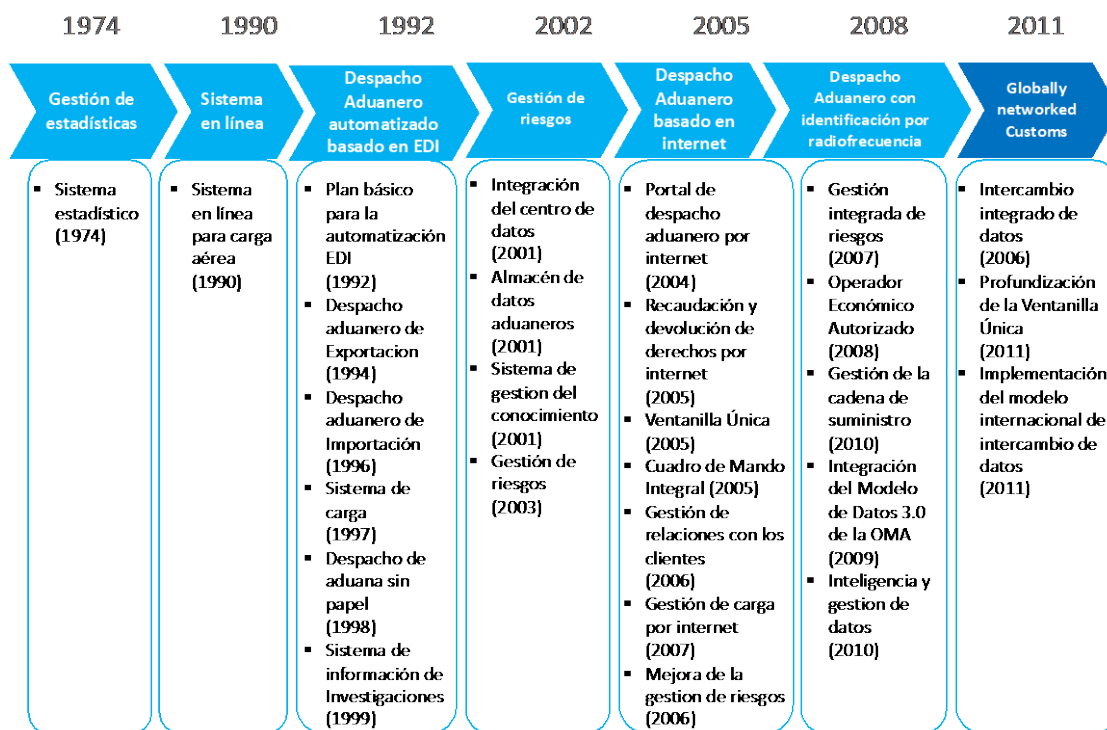 1974
1990
1992
2002
2005
2008
2011
Gestión de
estadísticas
Sistema
en línea
Despacho
Aduanero
automatizado
basado en EDI
Gestión de
riesgos
Despacho
Aduanero
basado en
internet
Despacho
Aduanero con
identificación por
radiofrecuencia
Globally
networked
Customs
▪ Sistema
estadístico
(1974)
▪ Sistema
en línea
para carga
aérea
(1990)
▪ Plan básico
para la
automatización
EDI
(1992)
▪ Despacho
aduanero de
Exportacion
(1994)
▪ Despacho
aduanero de
Importación
(1996)
▪ Sistema de
carga
(1997)
▪ Despacho de
aduana sin
papel
(1998)
▪ Sistema de
información de
Investigaciones
(1999)
▪ Integración
del centro de
datos
(2001)
▪ Almacén de
datos
aduaneros
(2001)
▪ Sistema de
gestion del
conocimiento
(2001)
▪ Gestión de
riesgos
(2003)
▪ Portal de
despacho
aduanero por
internet
(2004)
▪ Recaudación y
devolución de
derechos por
internet
(2005)
▪ Ventanilla Única
(2005)
▪ Cuadro de Mando
Integral (2005)
▪ Gestión de
relaciones con los
clientes
(2006)
▪ Gestión de carga
por internet
(2007)
▪ Mejora de la
gestion de riesgos
(2006)
▪ Gestión
integrada de
riesgos
(2007)
▪ Operador
Económico
Autorizado
(2008)
▪ Gestión de la
cadena de
suministro
(2010)
▪ Integración
del Modelo
de Datos 3.0
de la OMA
(2009)
▪ Inteligencia y
gestion de
datos
(2010)
▪ Intercambio
integrado de
datos
(2006)
▪ Profundización
de la Ventanilla
Única
(2011)
▪ Implementación
del modelo
internacional de
intercambio de
datos
(2011)